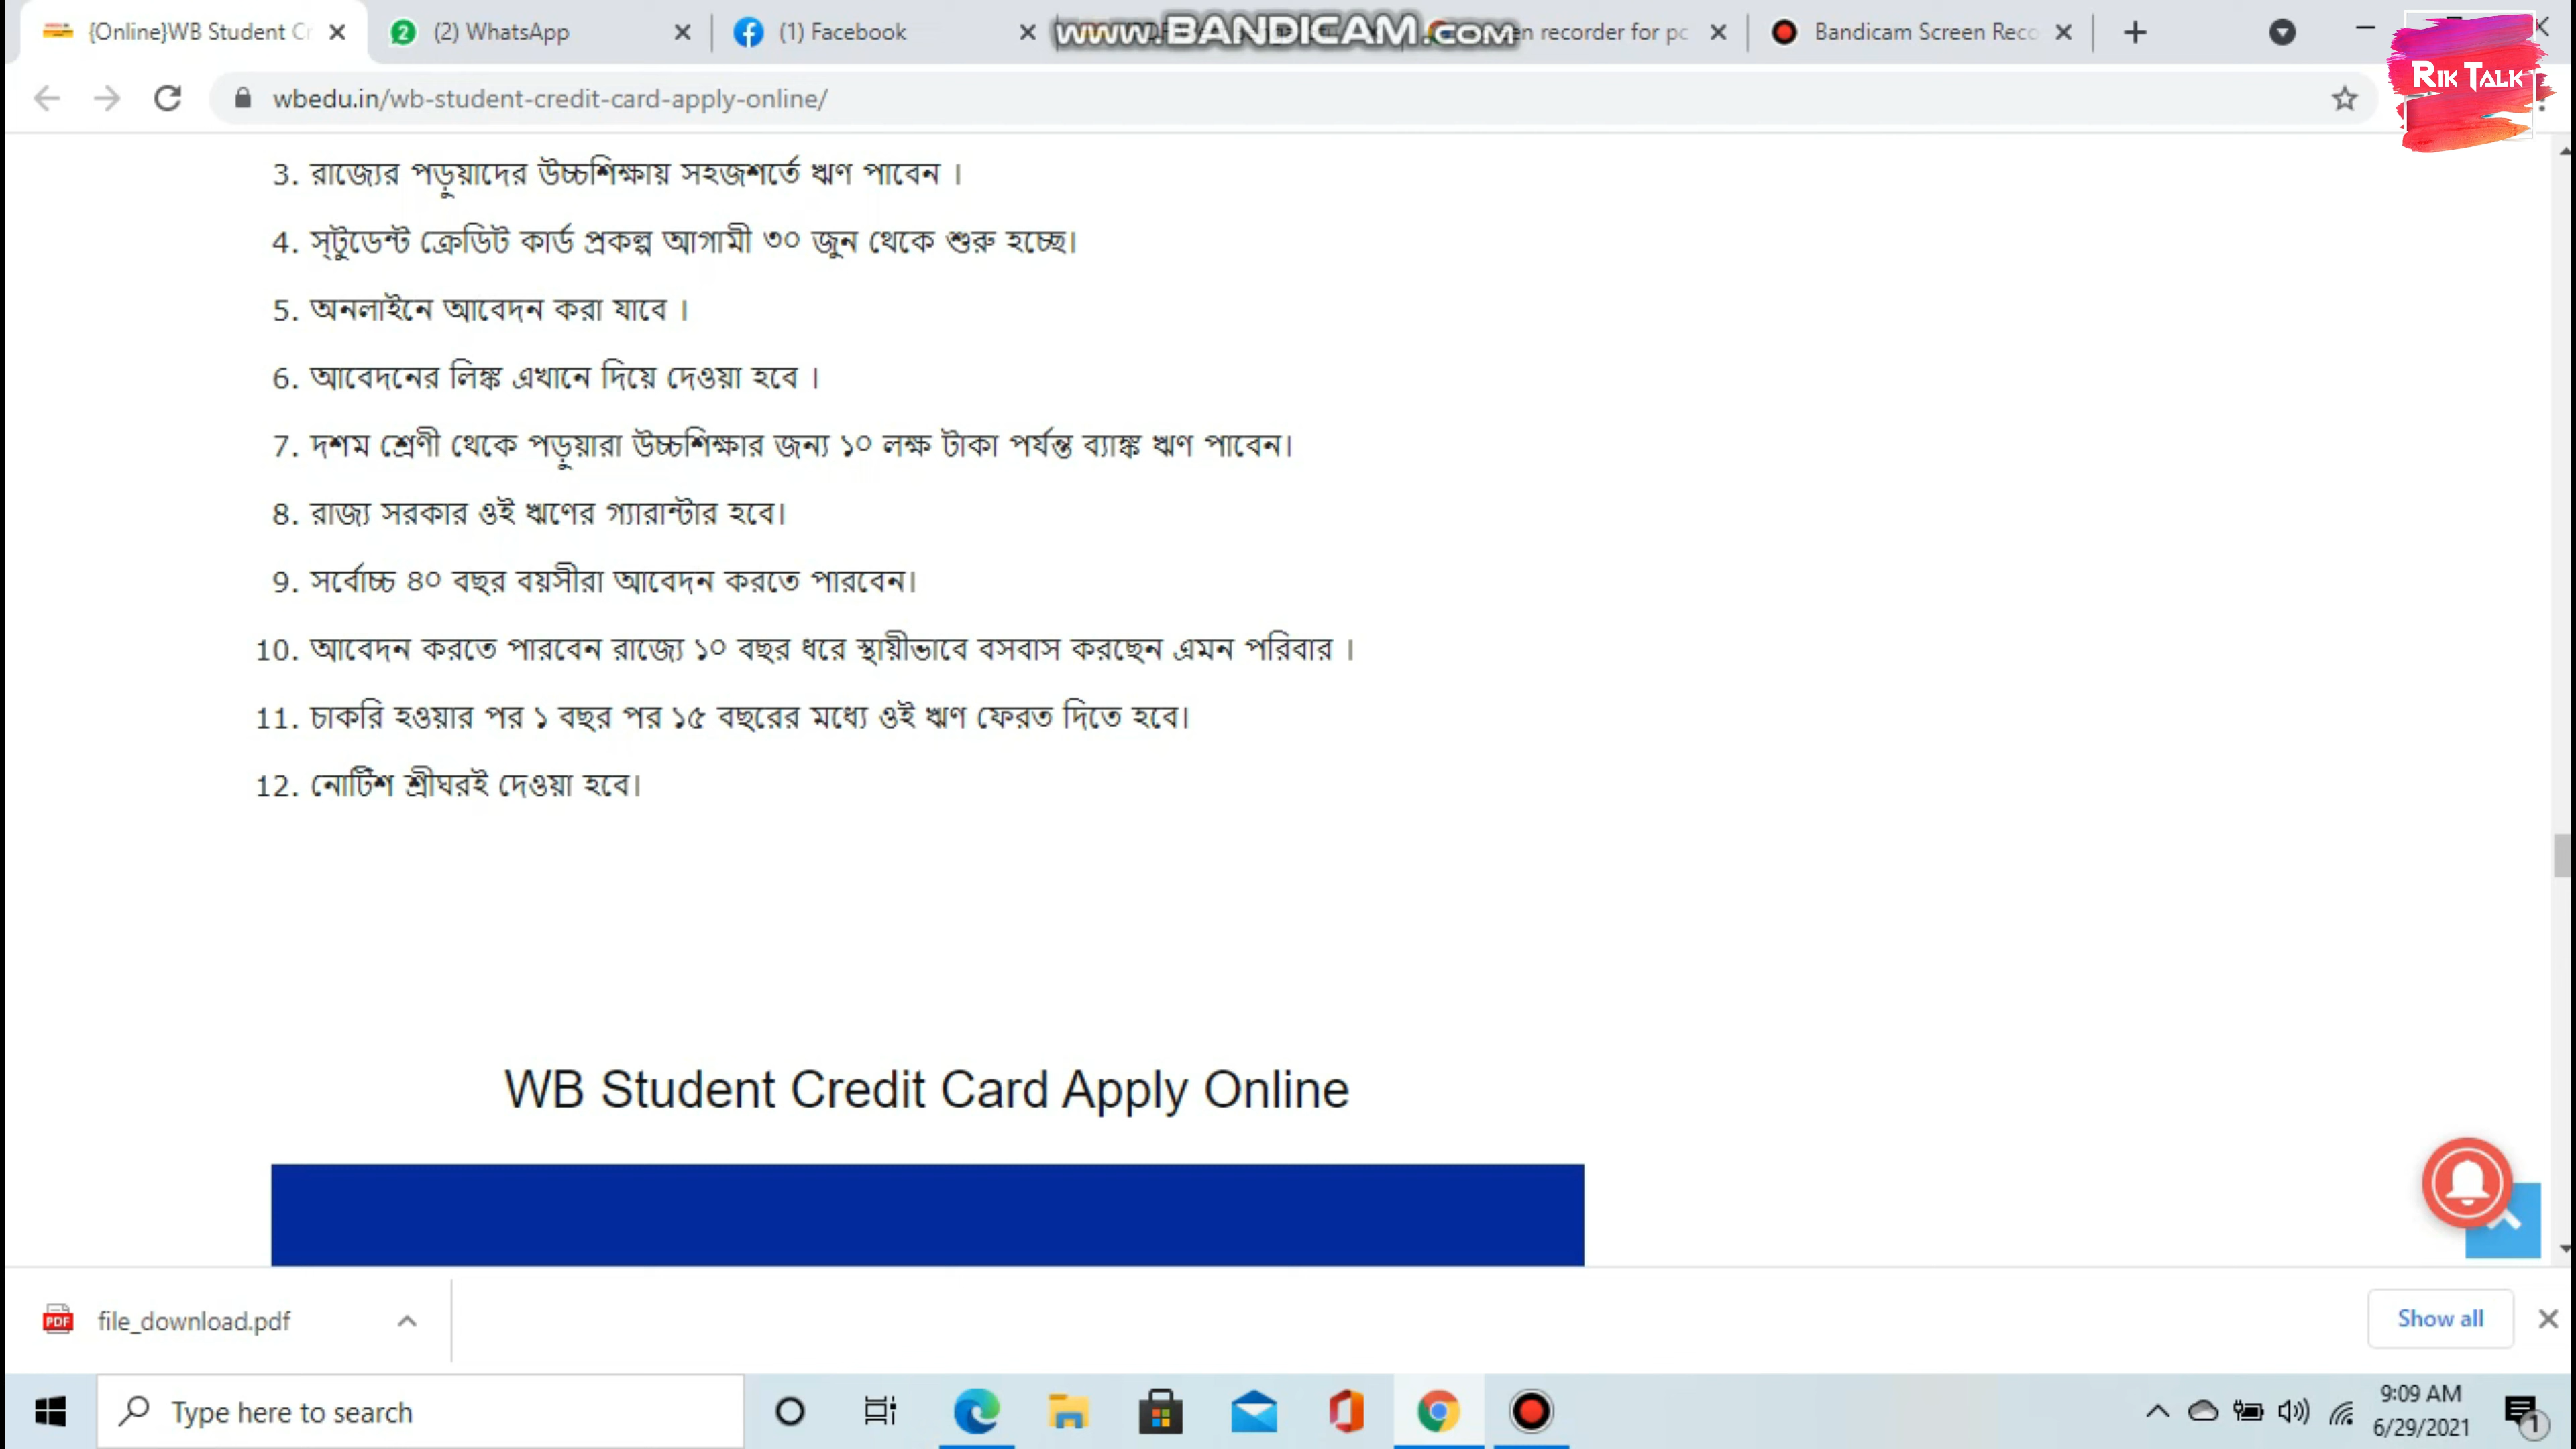 {Online}WB Student Cr
(2) WhatsApp
(1) Facebook
www.BANDICAM.com
en recorder for pc
Bandicam Screen Reco
RIK TALK
wbedu.in/wb-student-credit-card-apply-online/
3. রাজ্যের পড়ুয়াদের উচ্চশিক্ষায় সহজশর্তে ঋণ পাবেন ।
4. স্টুডেন্ট ক্রেডিট কার্ড প্রকল্প আগামী ৩০ জুন থেকে শুরু হচ্ছে।
5. অনলাইনে আবেদন করা যাবে ।
6. আবেদনের লিঙ্ক এখানে দিয়ে দেওয়া হবে ।
7. দশম শ্রেণী থেকে পড়ুয়ারা উচ্চশিক্ষার জন্য ১০ লক্ষ টাকা পর্যন্ত ব্যাঙ্ক ঋণ পাবেন।
8. রাজ্য সরকার ওই ঋণের গ্যারান্টার হবে।
9. সর্বোচ্চ ৪০ বছর বয়সীরা আবেদন করতে পারবেন।
10. আবেদন করতে পারবেন রাজ্যে ১০ বছর ধরে স্থায়ীভাবে বসবাস করছেন এমন পরিবার ।
11. চাকরি হওয়ার পর ১ বছর পর ১৫ বছরের মধ্যে ওই ঋণ ফেরত দিতে হবে।
12. নোটিশ শ্রীঘরই দেওয়া হবে।
WB Student Credit Card Apply Online
PDF
file_download.pdf
Show all
Type here to search
9:09 AM
6/29/2021
1